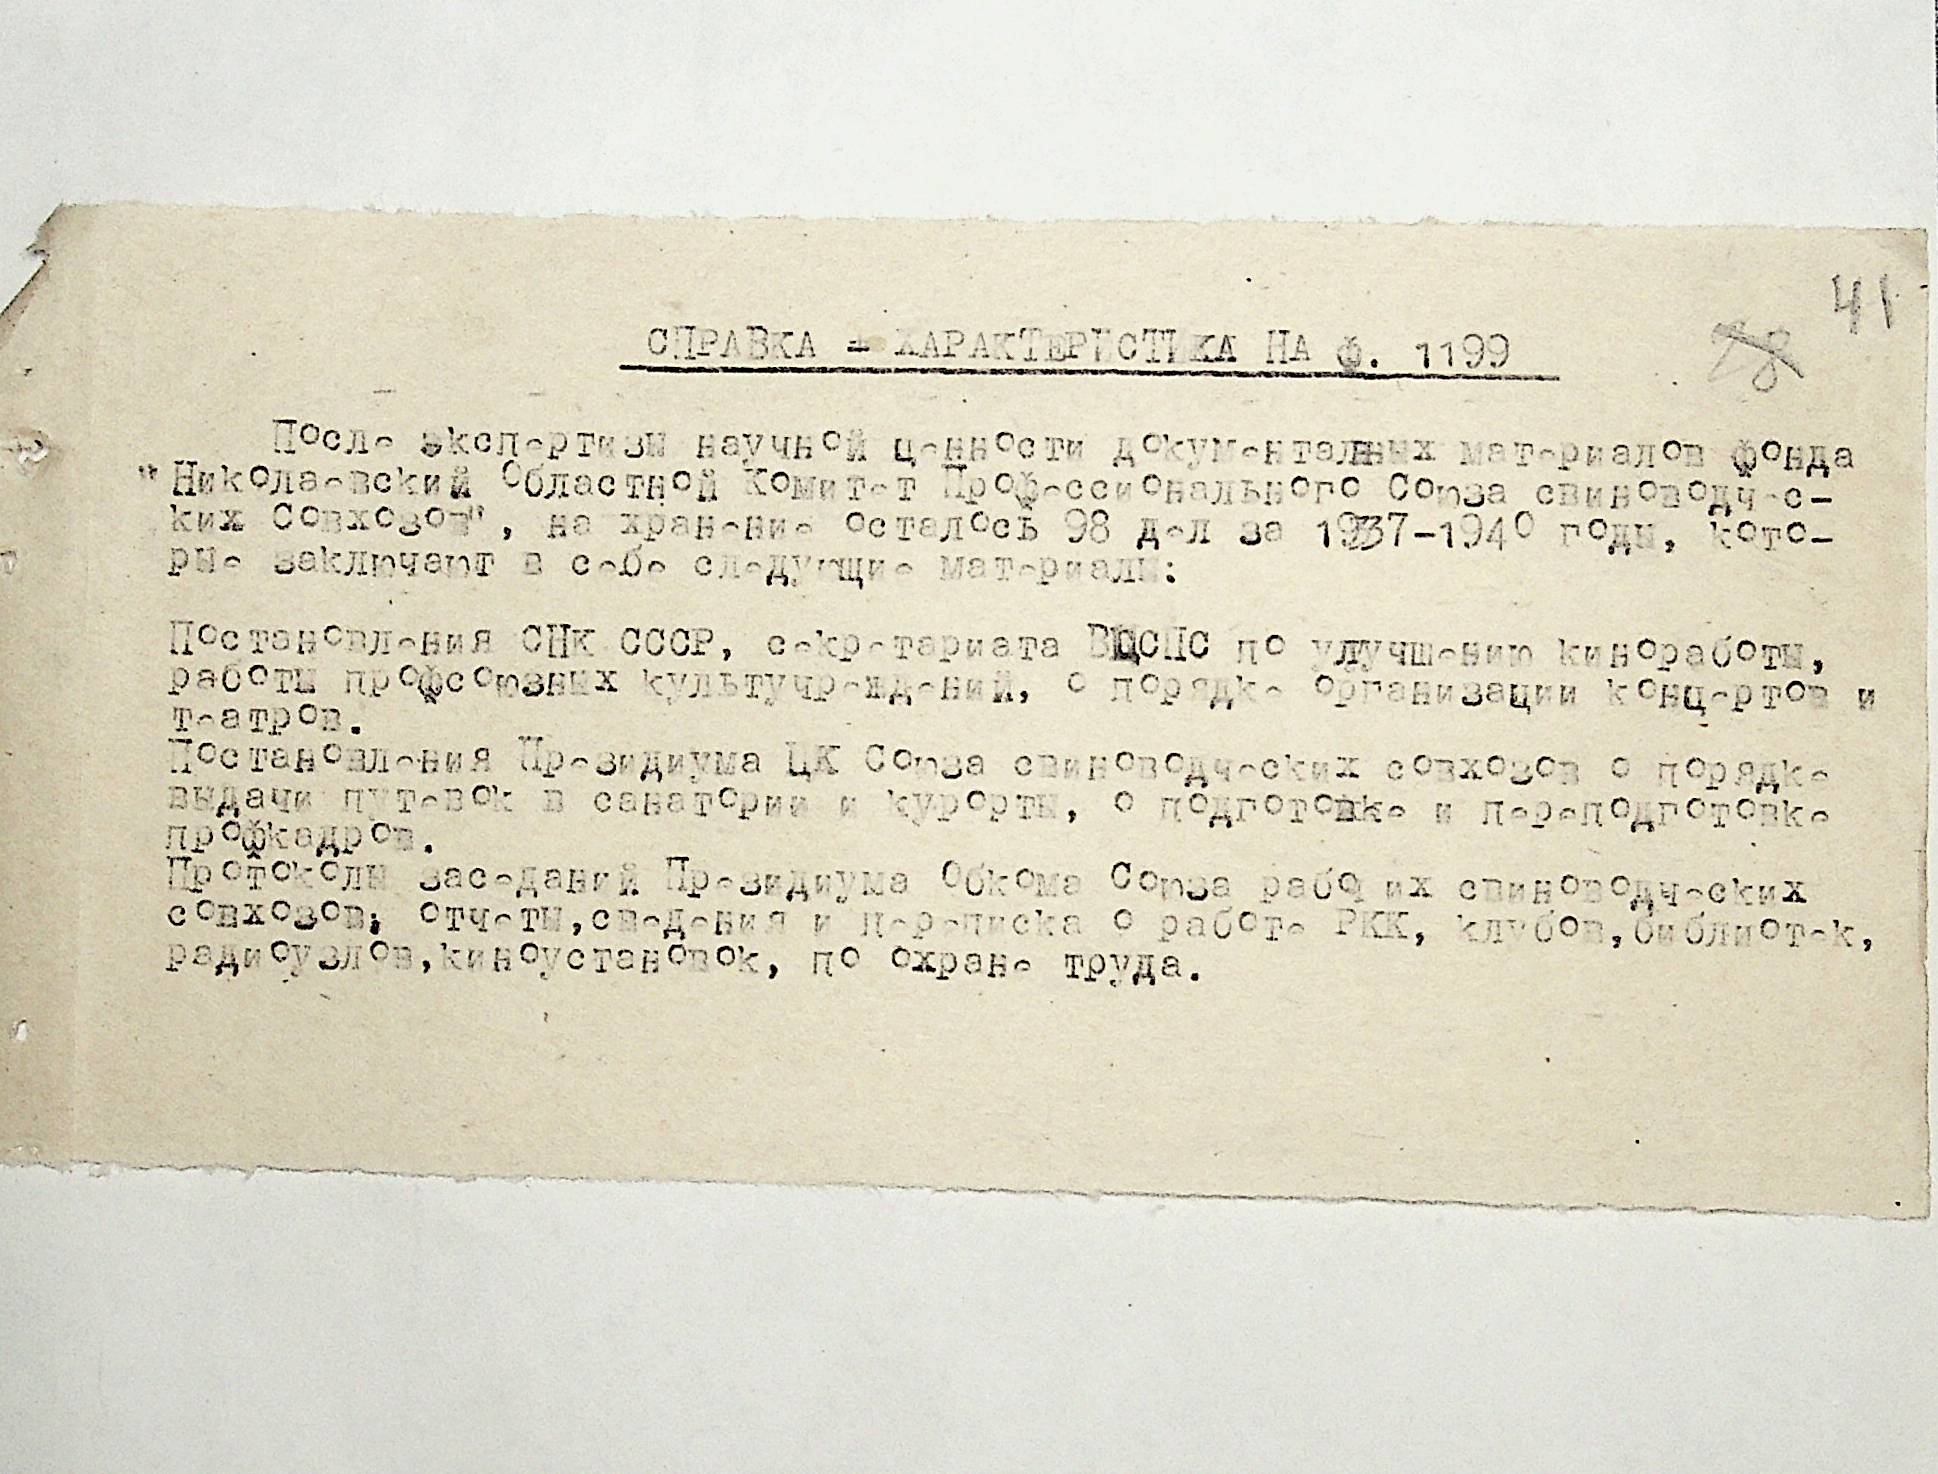 41
28
СПРАВКА - ХАРАКТЕРИСТИКА НА ф. 1199
После экспертизы научной ценности документальных материалов фонда
"Николаевский Областной Комитет Профессионального Союза свиноводчес-
ких Совхозов", на хранение осталось 98 дел за 1937-1940 годы, кото-
рые заключают в себе следующие материалы:
Постановления СНК СССР, секретариата ВЦСПС по улучшению киноработы,
работы профсоюзных культучреждений, о порядке организации концертов и
театров.
Постановления Президиума ЦК Союза свиноводческих совхозов о порядке
выдачи путевок в санатории и курорты, о подготовке и переподготовке
профкадров.
Протоколы заседаний Президиума Обкома Союза рабочих свиноводческих
совхозов; отчеты,сведения и переписка о работе РКК, клубов,библиотек,
радиоузлов,киноустановок, по охране труда.